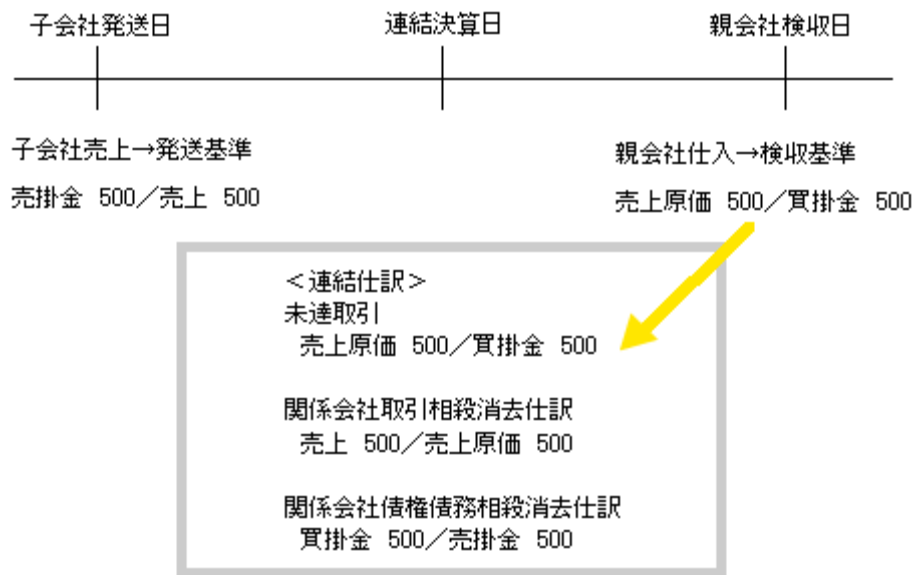 子会社発送日 連結決算日 親会社検収日
子会社売上→発送基準
売掛金 500／売上 500
親会社仕入→検収基準
売上原価 500／買掛金 500
＜連結仕訳＞
未達取引
売上原価 500／買掛金 500
関係会社取引相殺消去仕訳
売上 500／売上原価 500
関係会社債権債務相殺消去仕訳
買掛金 500／売掛金 500